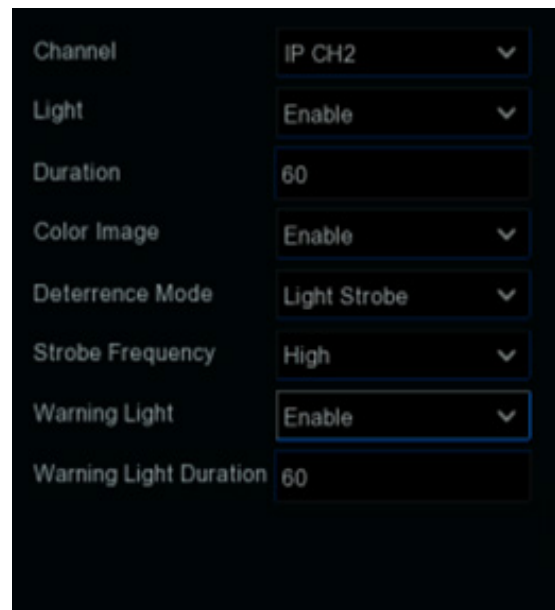 Channel IP CH2
Light Enable
Duration 60
Color Image Enable
Deterrence Mode Light Strobe
Strobe Frequency High
Warning Light Enable
Warning Light Duration 60